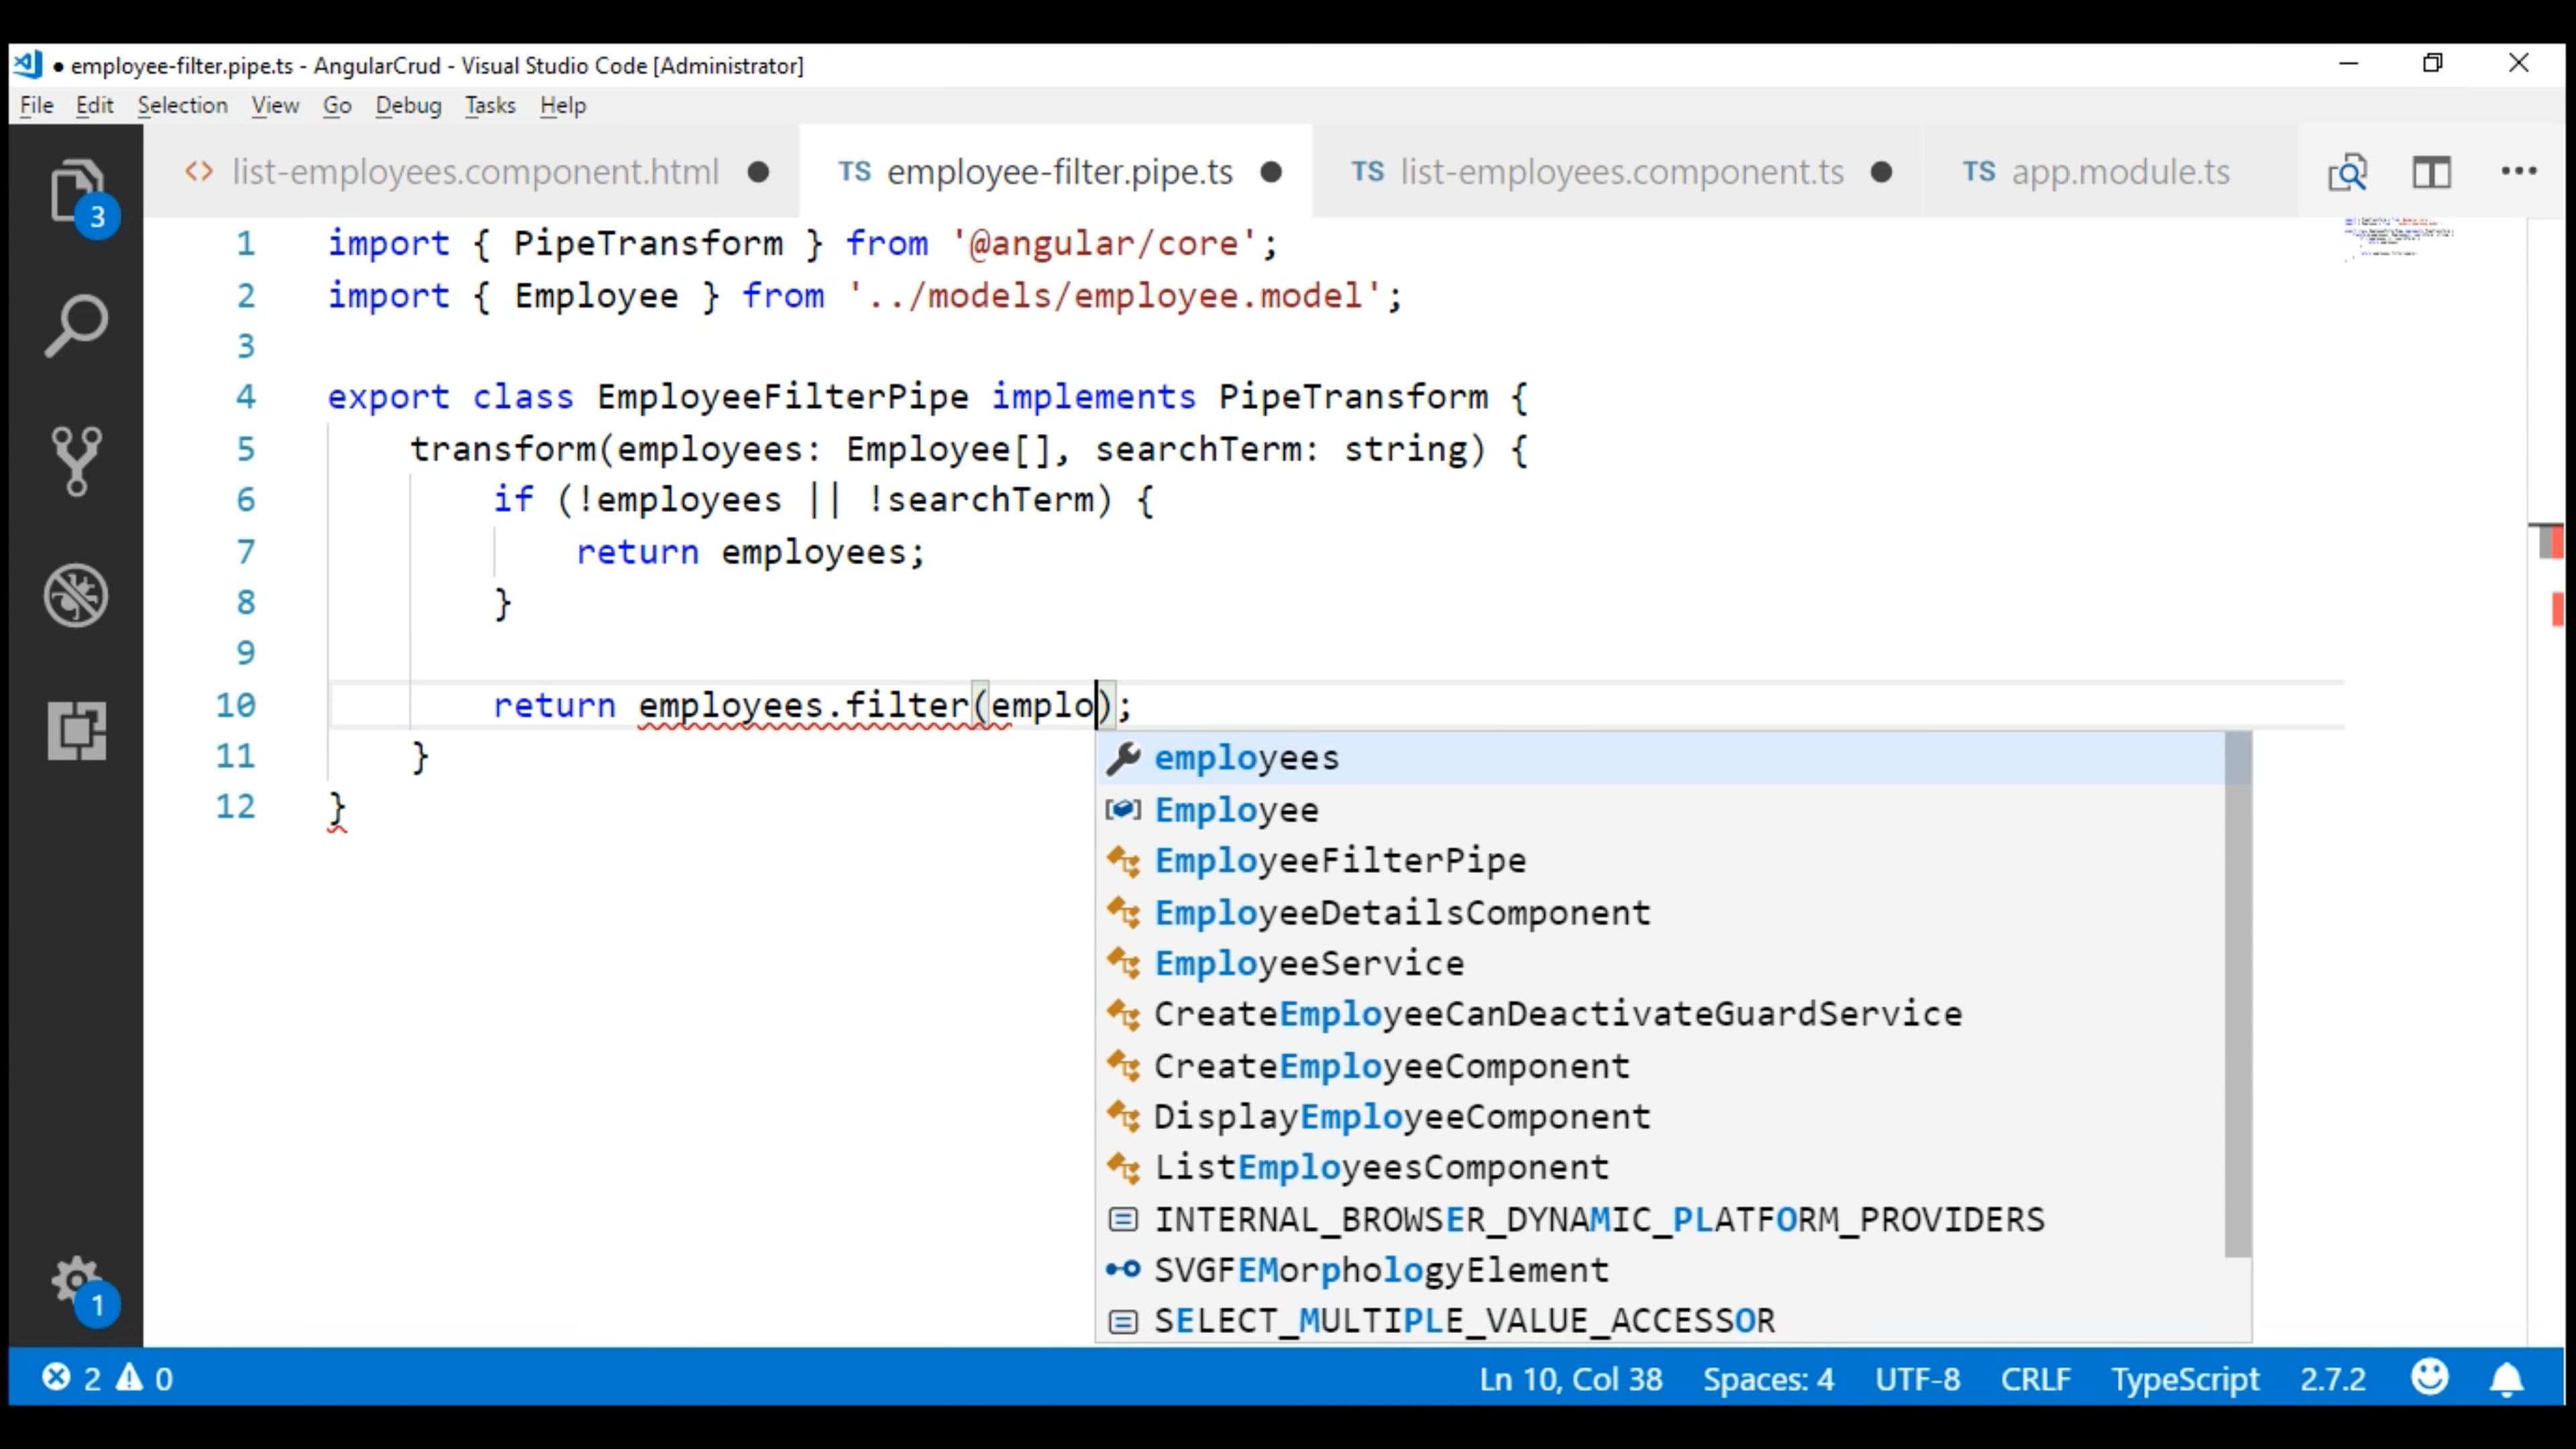 ● employee-filter.pipe.ts - AngularCrud - Visual Studio Code [Administrator]
File Edit Selection View Go Debug Tasks Help
<> list-employees.component.html ● TS employee-filter.pipe.ts ● TS list-employees.component.ts ● TS app.module.ts
3
1 import { PipeTransform } from '@angular/core';
2 import { Employee } from '../models/employee.model';
3
4 export class EmployeeFilterPipe implements PipeTransform {
5 transform(employees: Employee[], searchTerm: string) {
6 if (!employees || !searchTerm) {
7 return employees;
8 }
9
10 return employees.filter(emplo);
11 }
12 }
employees
Employee
EmployeeFilterPipe
EmployeeDetailsComponent
EmployeeService
CreateEmployeeCanDeactivateGuardService
CreateEmployeeComponent
DisplayEmployeeComponent
ListEmployeesComponent
INTERNAL_BROWSER_DYNAMIC_PLATFORM_PROVIDERS
SVGFEMorphologyElement
SELECT_MULTIPLE_VALUE_ACCESSOR
1
2 0 Ln 10, Col 38 Spaces: 4 UTF-8 CRLF TypeScript 2.7.2